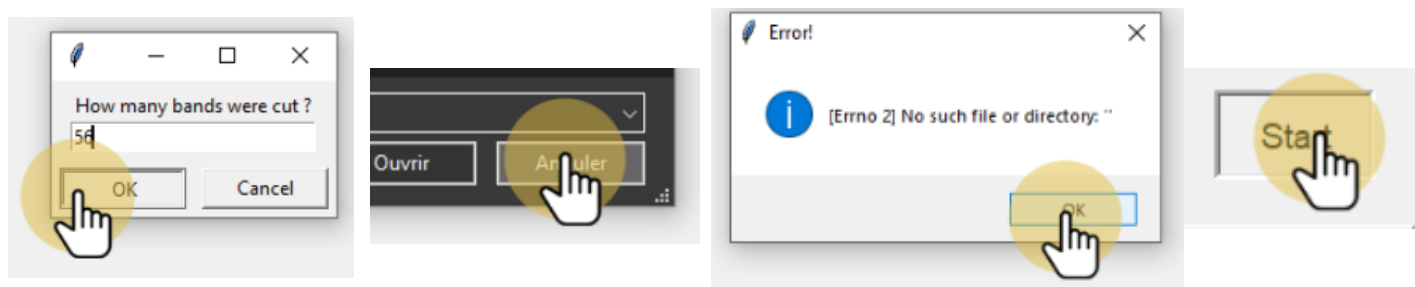 How many bands were cut ?
56
OK
Cancel
Ouvrir
Annuler
Error!
[Errno 2] No such file or directory: ''
OK
Start